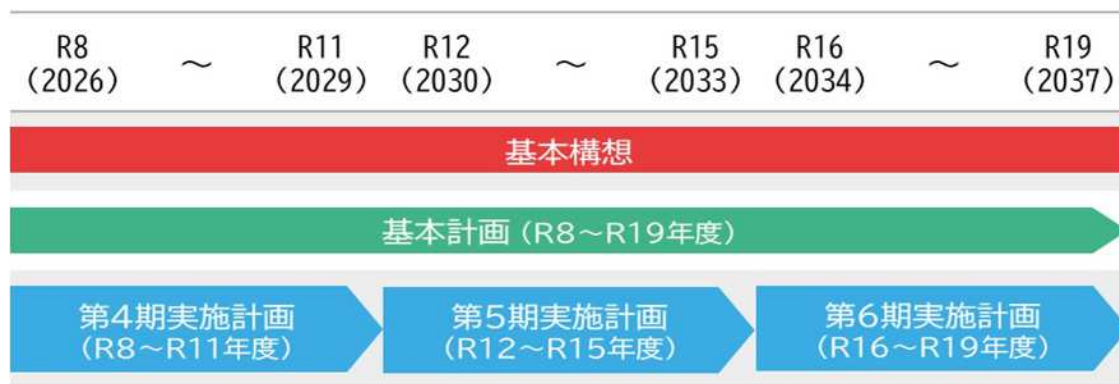 R8 ～ R11 R12 ～ R15 R16 ～ R19
(2026) (2029) (2030) (2033) (2034) (2037)
基本構想
基本計画（R8～R19年度）
第4期実施計画 第5期実施計画 第6期実施計画
（R8～R11年度） （R12～R15年度） （R16～R19年度）